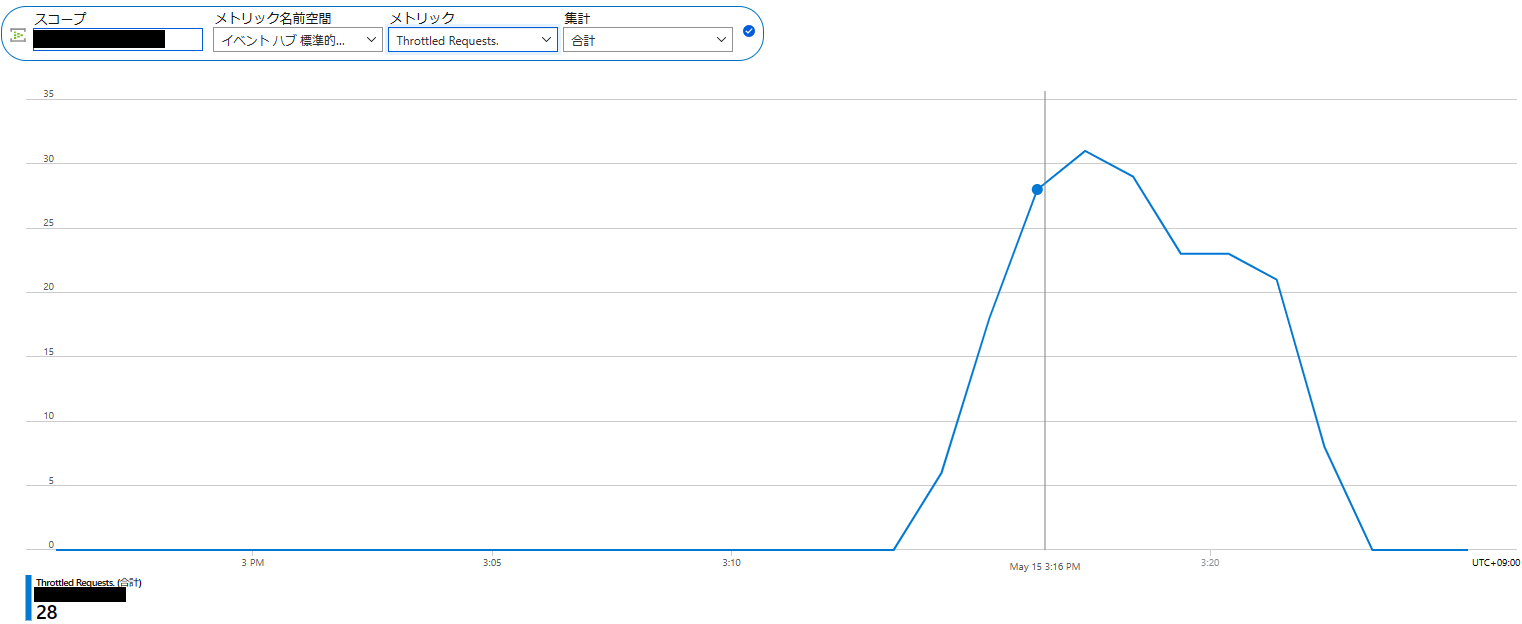 スコープ
メトリック名前空間
メトリック
集計
イベント ハブ 標準的...
Throttled Requests.
合計
35
30
25
20
15
10
5
0
3 PM
3:05
3:10
May 15 3:16 PM
3:20
UTC+09:00
Throttled Requests. (合計)
28